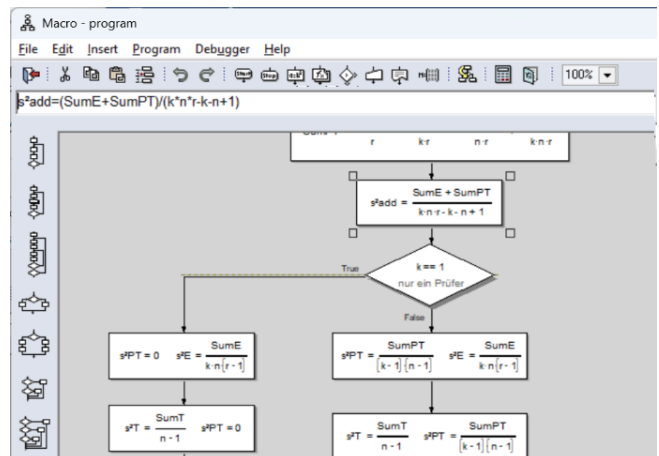 Macro - program
File Edit Insert Program Debugger Help
100%
s²add=(SumE+SumPT)/(k*n*r-k-n+1)
r k·r n·r k·n·r
s²add = SumE + SumPT
k·n·r - k - n + 1
True
k == 1
nur ein Prüfer
False
s²PT = 0 s²E = SumE
k·n(r - 1)
s²PT = SumPT s²E = SumE
(k - 1)·(n - 1) k·n(r - 1)
s²T = SumT s²PT = 0
n - 1
s²T = SumT s²PT = SumPT
n - 1 (k - 1)·(n - 1)